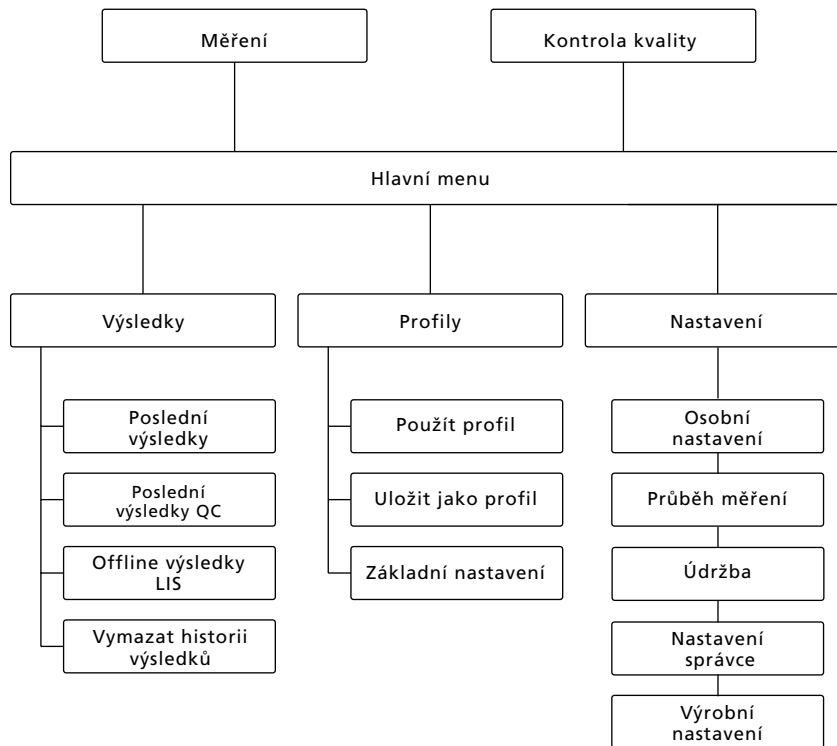 Měření
Kontrola kvality
Hlavní menu
Výsledky
Profily
Nastavení
Poslední
výsledky
Poslední
výsledky QC
Offline výsledky
LIS
Vymazat historii
výsledků
Použít profil
Uložit jako profil
Základní nastavení
Osobní
nastavení
Průběh měření
Údržba
Nastavení
správce
Výrobní
nastavení